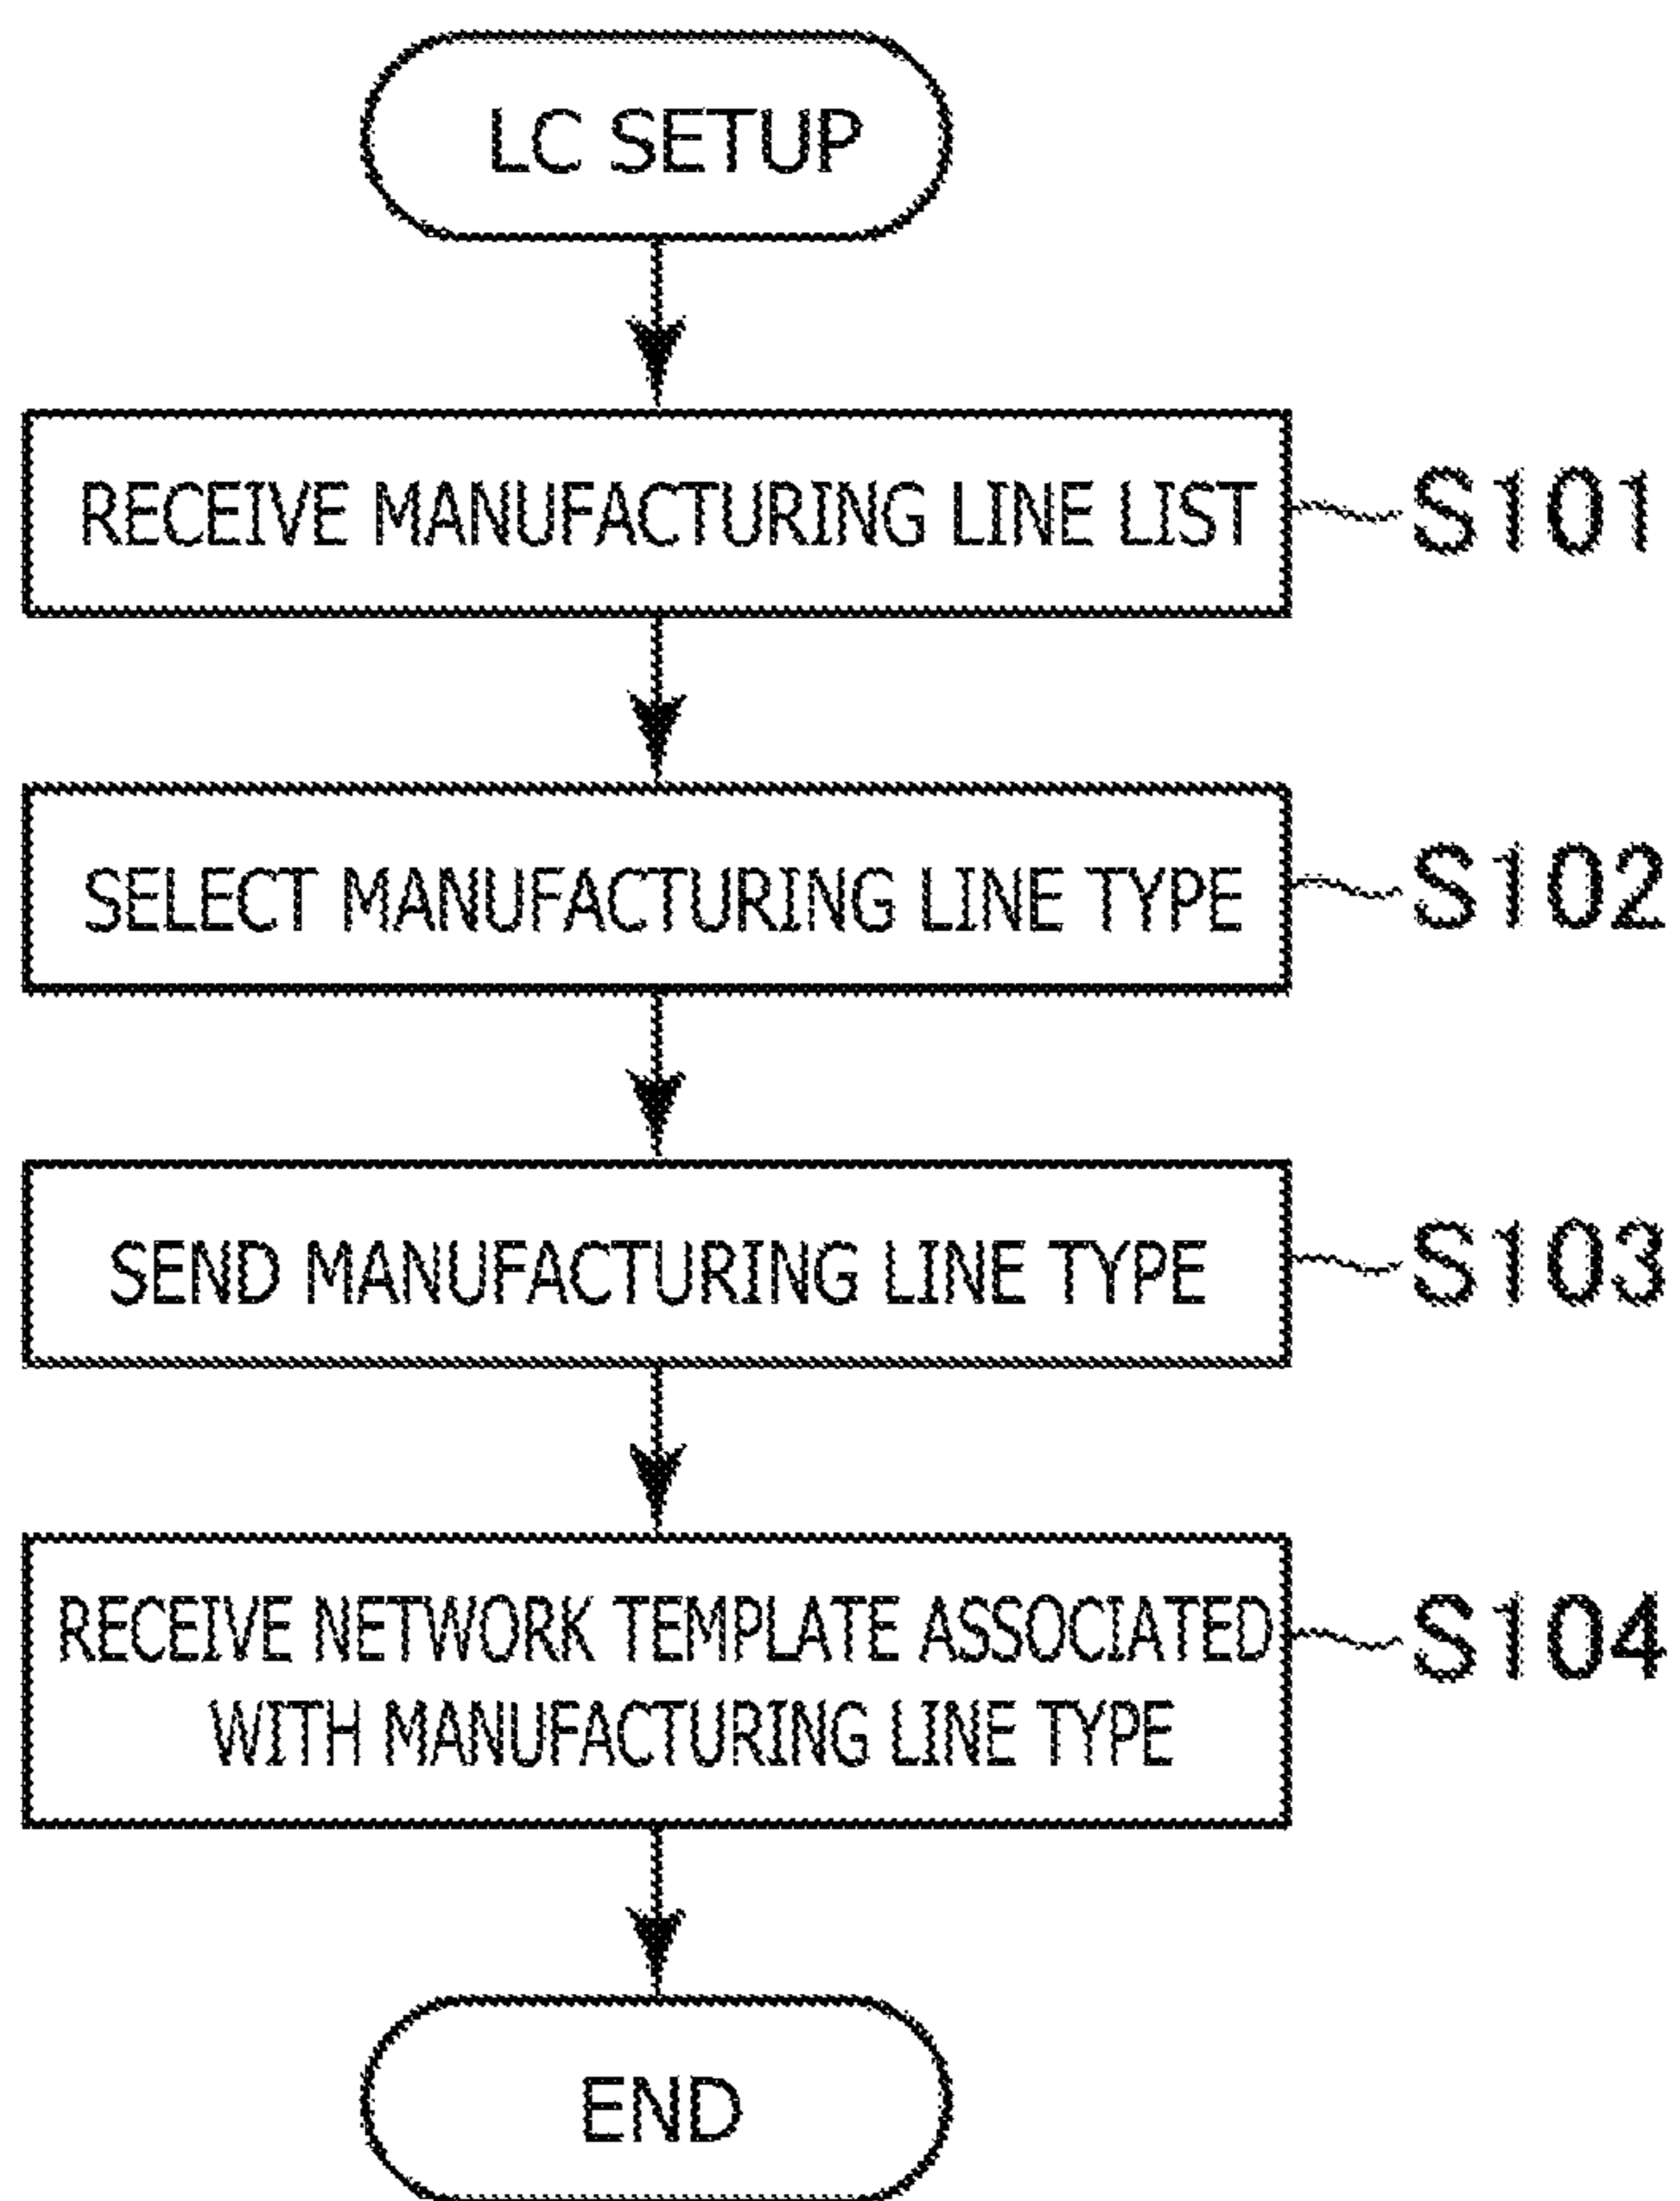 LC SETUP
RECEIVE MANUFACTURING LINE LIST
S101
SELECT MANUFACTURING LINE TYPE
S102
SEND MANUFACTURING LINE TYPE
S103
RECEIVE NETWORK TEMPLATE ASSOCIATED
WITH MANUFACTURING LINE TYPE
S104
END